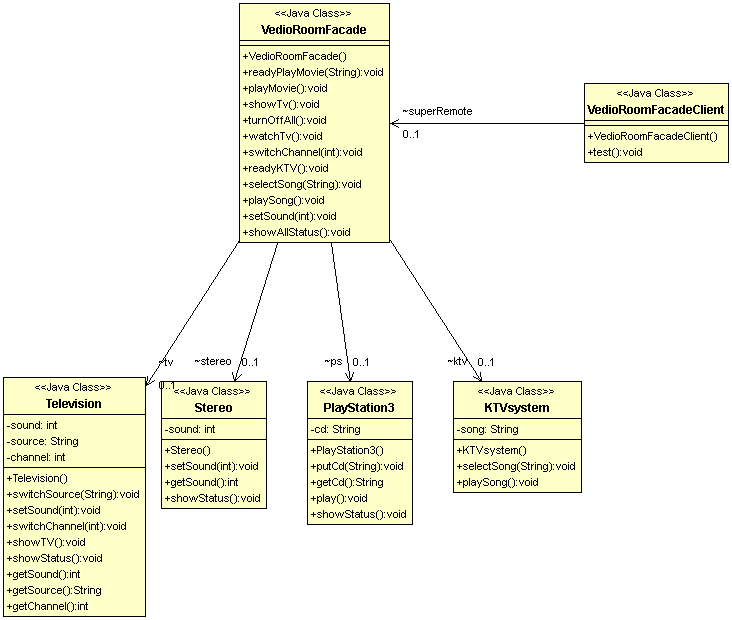 <<Java Class>>
VedioRoomFacade
+VedioRoomFacade()
+readyPlayMovie(String):void
+playMovie():void
+showTv():void
+turnOffAll():void
+watchTv():void
+switchChannel(int):void
+readyKTV():void
+selectSong(String):void
+playSong():void
+setSound(int):void
+showAllStatus():void
~superRemote
0..1
<<Java Class>>
VedioRoomFacadeClient
+VedioRoomFacadeClient()
+test():void
~tv
0..1
~stereo
0..1
~ps
0..1
~ktv
0..1
<<Java Class>>
Television
-sound: int
-source: String
-channel: int
+Television()
+switchSource(String):void
+setSound(int):void
+switchChannel(int):void
+showTV():void
+showStatus():void
+getSound():int
+getSource():String
+getChannel():int
<<Java Class>>
Stereo
-sound: int
+Stereo()
+setSound(int):void
+getSound():int
+showStatus():void
<<Java Class>>
PlayStation3
-cd: String
+PlayStation3()
+putCd(String):void
+getCd():String
+play():void
+showStatus():void
<<Java Class>>
KTVsystem
-song: String
+KTVsystem()
+selectSong(String):void
+playSong():void